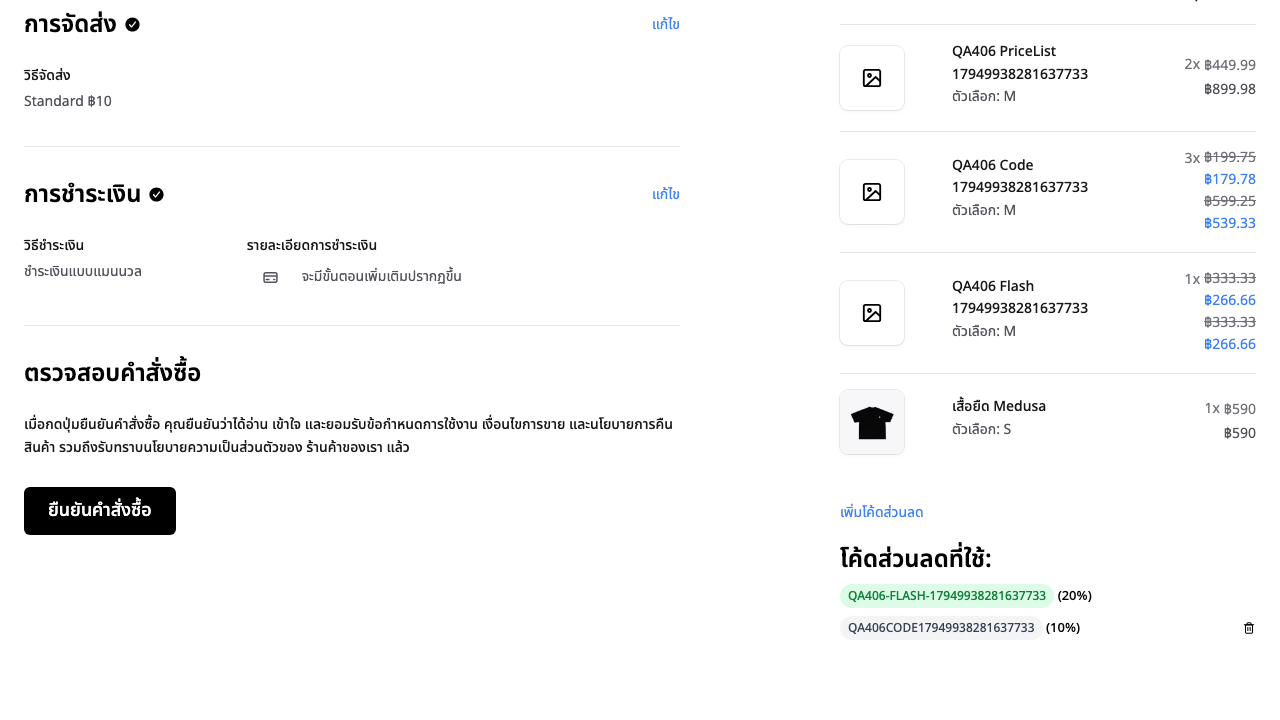 การจัดส่ง
แก้ไข
วิธีจัดส่ง
Standard ฿10
การชำระเงิน
แก้ไข
วิธีชำระเงิน
รายละเอียดการชำระเงิน
ชำระเงินแบบแมนนวล
จะมีขั้นตอนเพิ่มเติมปรากฏขึ้น
ตรวจสอบคำสั่งซื้อ
เมื่อกดปุ่มยืนยันคำสั่งซื้อ คุณยืนยันว่าได้อ่าน เข้าใจ และยอมรับข้อกำหนดการใช้งาน เงื่อนไขการขาย และนโยบายการคืน
สินค้า รวมถึงรับทราบนโยบายความเป็นส่วนตัวของ ร้านค้าของเรา แล้ว
ยืนยันคำสั่งซื้อ
QA406 PriceList
17949938281637733
ตัวเลือก: M
2x ฿449.99
฿899.98
QA406 Code
17949938281637733
ตัวเลือก: M
3x ฿199.75
฿179.78
฿599.25
฿539.33
QA406 Flash
17949938281637733
ตัวเลือก: M
1x ฿333.33
฿266.66
฿333.33
฿266.66
เสื้อยืด Medusa
ตัวเลือก: S
1x ฿590
฿590
เพิ่มโค้ดส่วนลด
โค้ดส่วนลดที่ใช้:
QA406-FLASH-17949938281637733 (20%)
QA406CODE17949938281637733 (10%)